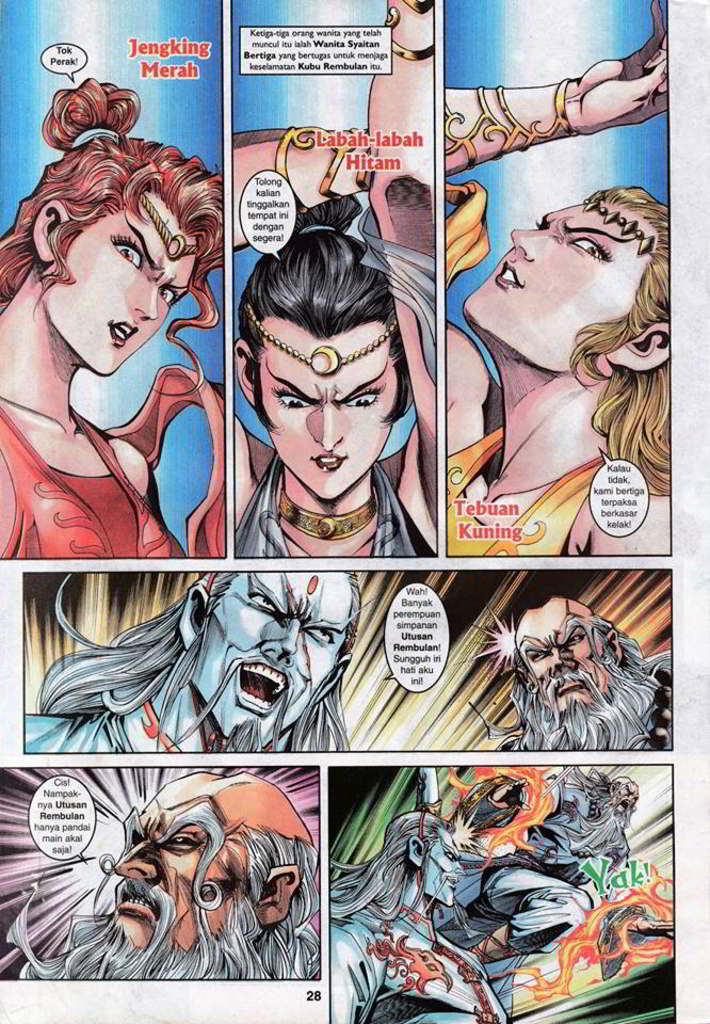 Tok
Perak!
Jengking
Merah
Ketiga-tiga orang wanita yang telah
muncul itu ialah Wanita Syaitan
Bertiga yang bertugas untuk menjaga
keselamatan Kubu Rembulan itu.
Labah-labah
Hitam
Tolong
kalian
tinggalkan
tempat ini
dengan
segera!
Tebuan
Kuning
Kalau
tidak,
kami bertiga
terpaksa
berkasar
kelak!
Wah!
Banyak
perempuan
simpanan
Utusan
Rembulan!
Sungguh iri
hati aku
ini!
Cis!
Nampak-
nya Utusan
Rembulan
hanya pandai
main akal
saja!
Yak!
28